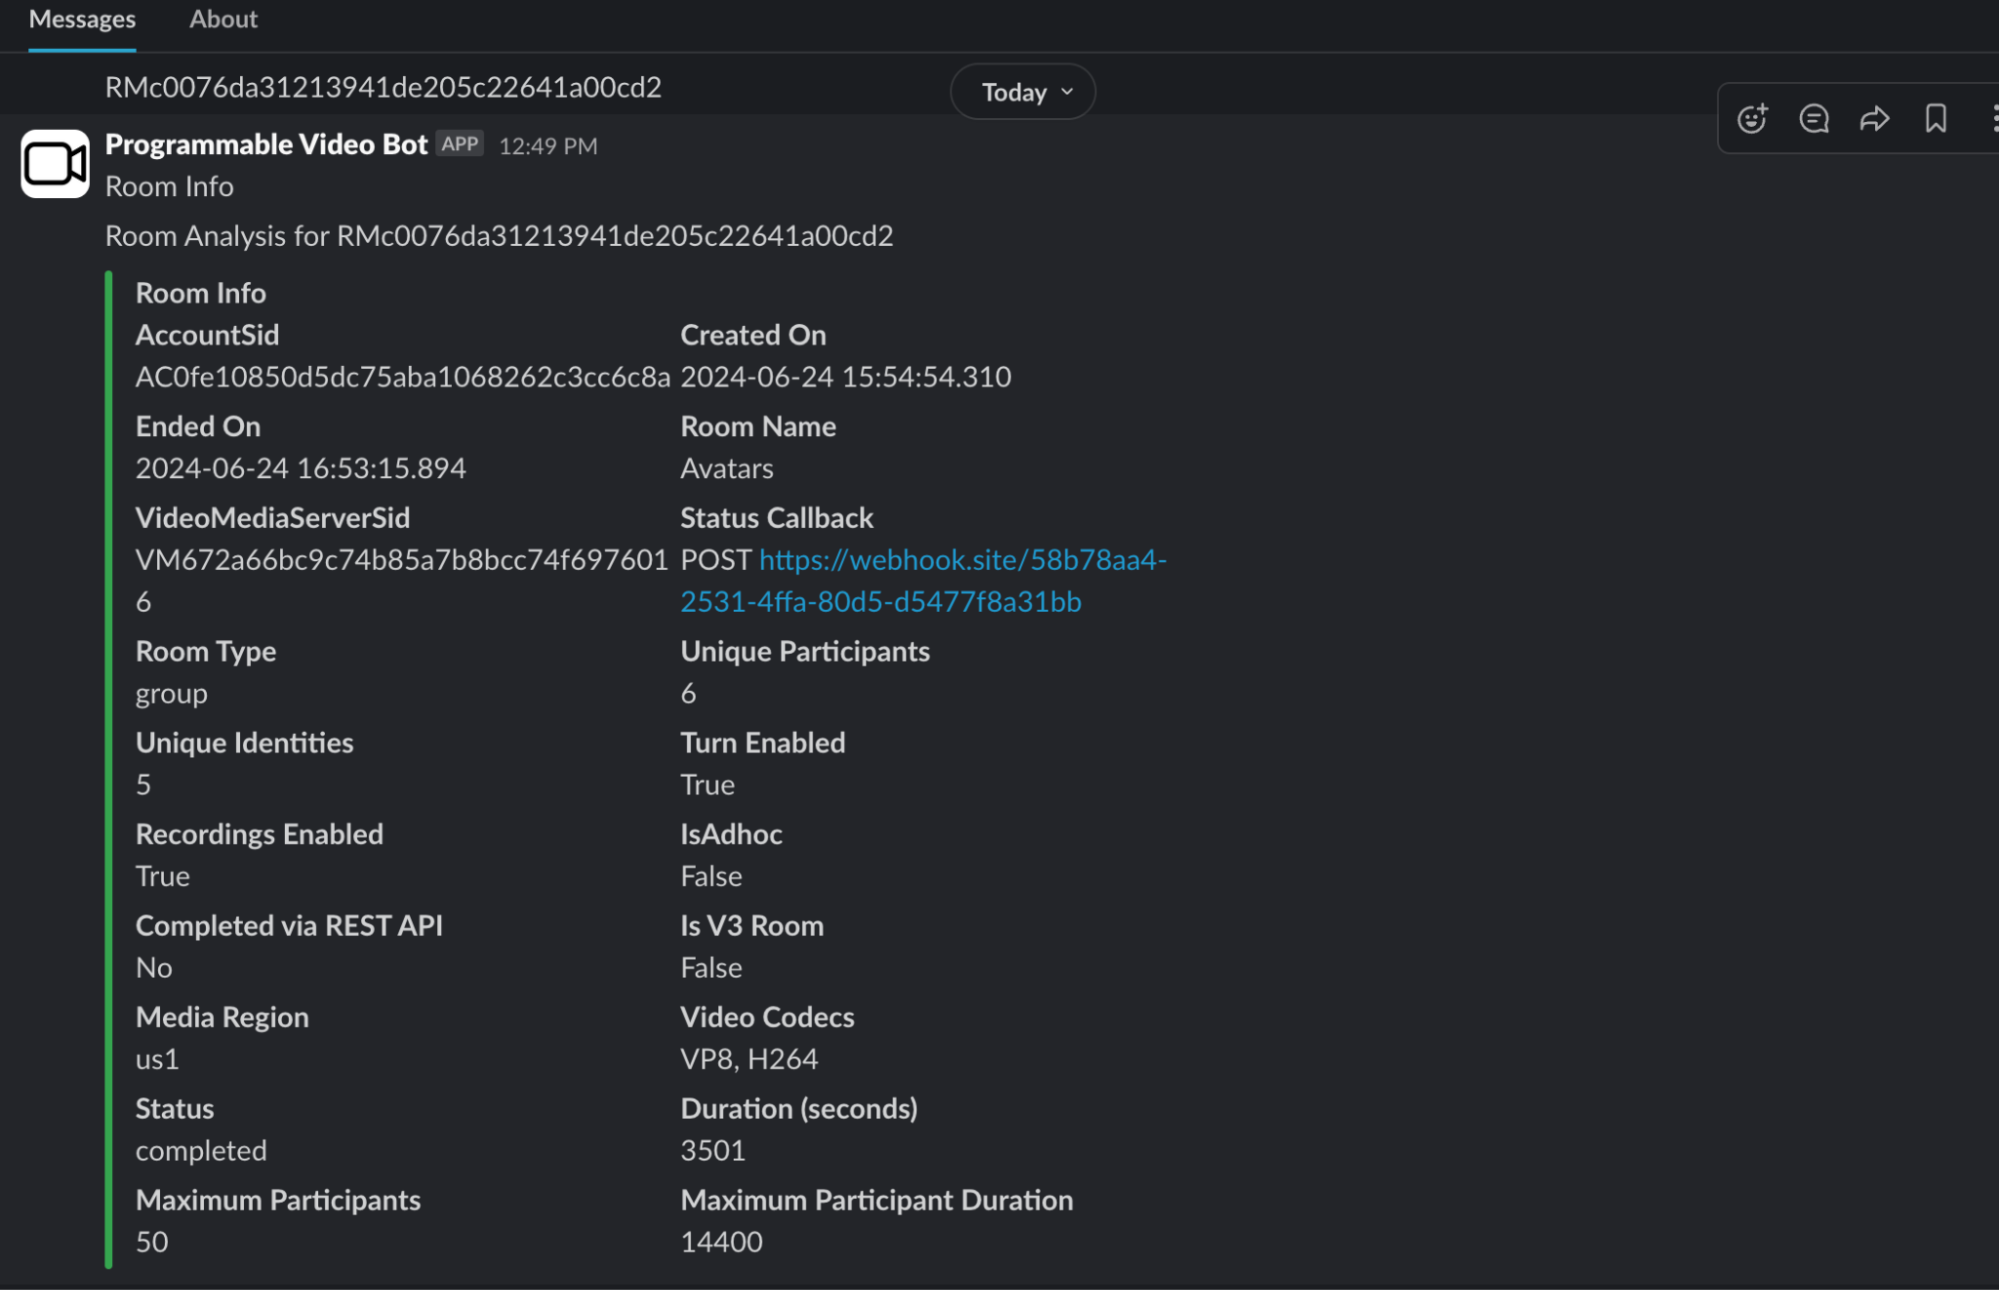 Messages About
RMc0076da31213941de205c22641a00cd2
Today
Programmable Video Bot APP 12:49 PM
Room Info
Room Analysis for RMc0076da31213941de205c22641a00cd2
Room Info
AccountSid Created On
AC0fe10850d5dc75aba1068262c3cc6c8a 2024-06-24 15:54:54.310
Ended On Room Name
2024-06-24 16:53:15.894 Avatars
VideoMediaServerSid Status Callback
VM672a66bc9c74b85a7b8bcc74f697601 POST https://webhook.site/58b78aa4-
6 2531-4ffa-80d5-d5477f8a31bb
Room Type Unique Participants
group 6
Unique Identities Turn Enabled
5 True
Recordings Enabled IsAdhoc
True False
Completed via REST API Is V3 Room
No False
Media Region Video Codecs
us1 VP8, H264
Status Duration (seconds)
completed 3501
Maximum Participants Maximum Participant Duration
50 14400